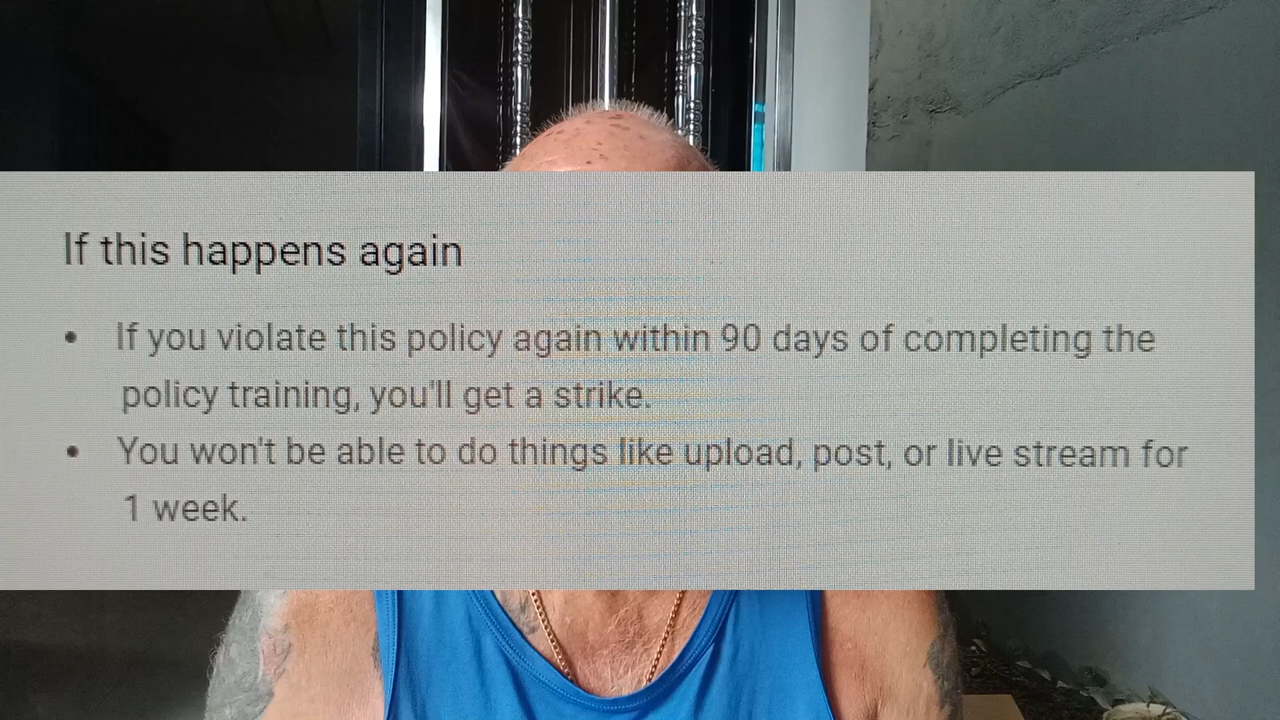 If this happens again
• If you violate this policy again within 90 days of completing the
policy training, you'll get a strike.
• You won't be able to do things like upload, post, or live stream for
1 week.